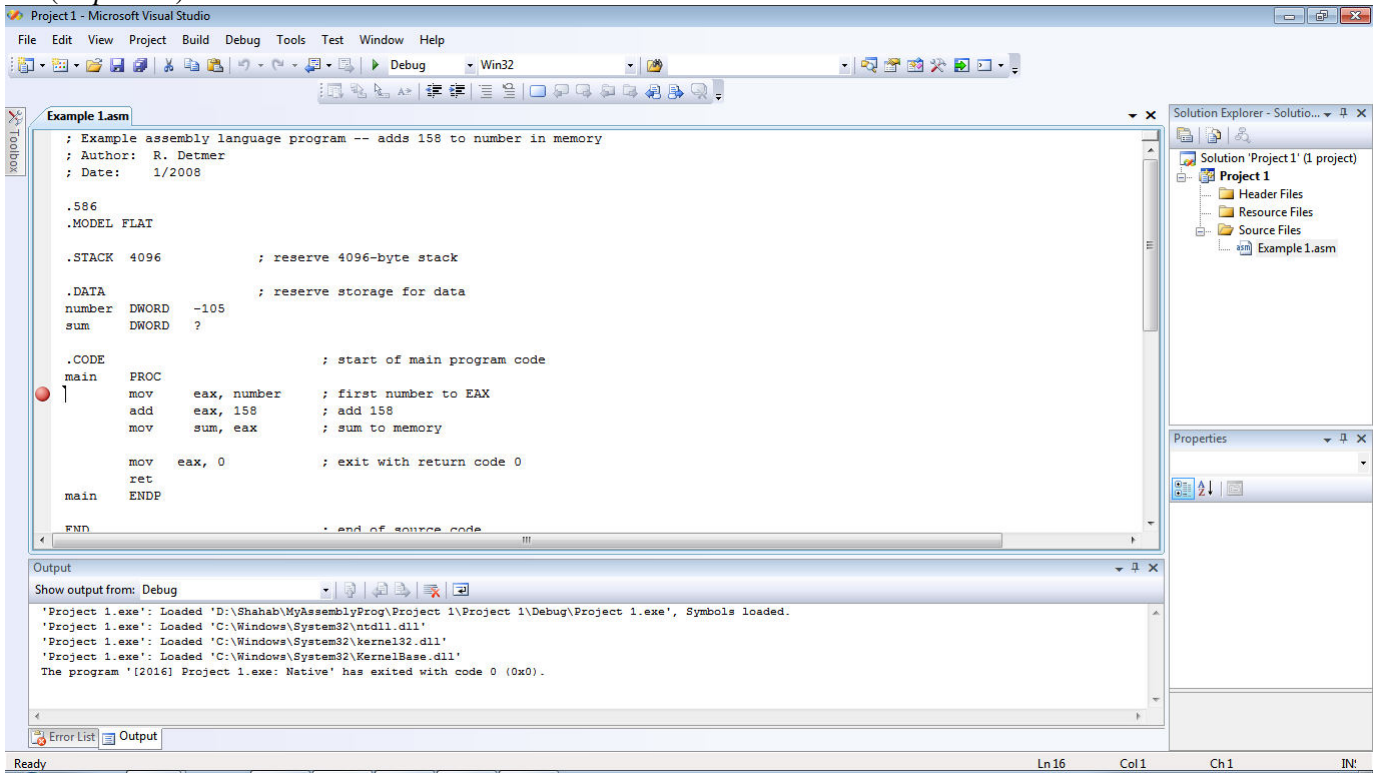 Project 1 - Microsoft Visual Studio
File Edit View Project Build Debug Tools Test Window Help
Debug Win32
Toolbox
Example 1.asm
; Example assembly language program -- adds 158 to number in memory
; Author: R. Detmer
; Date: 1/2008
.586
.MODEL FLAT
.STACK 4096 ; reserve 4096-byte stack
.DATA ; reserve storage for data
number DWORD -105
sum DWORD ?
.CODE ; start of main program code
main PROC
mov eax, number ; first number to EAX
add eax, 158 ; add 158
mov sum, eax ; sum to memory
mov eax, 0 ; exit with return code 0
ret
main ENDP
END ; end of source code
Solution Explorer - Solutio...
Solution 'Project 1' (1 project)
Project 1
Header Files
Resource Files
Source Files
asm Example 1.asm
Properties
Output
Show output from: Debug
'Project 1.exe': Loaded 'D:\Shahab\MyAssemblyProg\Project 1\Project 1\Debug\Project 1.exe', Symbols loaded.
'Project 1.exe': Loaded 'C:\Windows\System32\ntdll.dll'
'Project 1.exe': Loaded 'C:\Windows\System32\kernel32.dll'
'Project 1.exe': Loaded 'C:\Windows\System32\KernelBase.dll'
The program '[2016] Project 1.exe: Native' has exited with code 0 (0x0).
Error List Output
Ready Ln 16 Col 1 Ch 1 IN